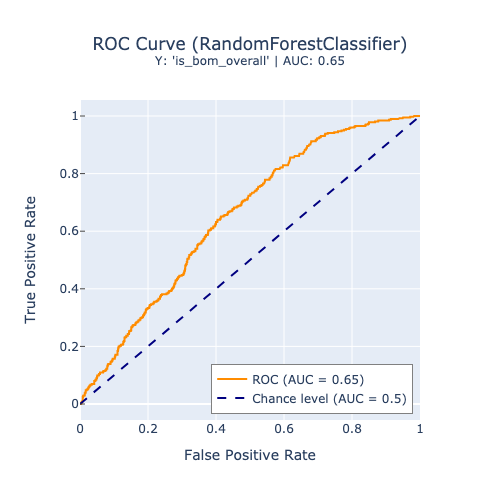 ROC Curve (RandomForestClassifier)
Y: 'is_bom_overall' | AUC: 0.65
True Positive Rate
1
0.8
0.6
0.4
0.2
0
ROC (AUC = 0.65)
Chance level (AUC = 0.5)
0 0.2 0.4 0.6 0.8 1
False Positive Rate